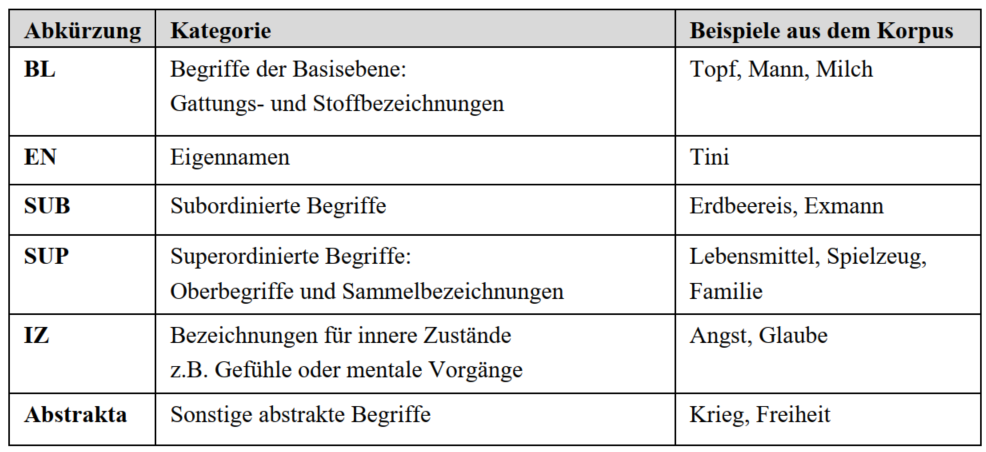 Abkürzung Kategorie Beispiele aus dem Korpus
BL Begriffe der Basisebene: Topf, Mann, Milch
Gattungs- und Stoffbezeichnungen
EN Eigennamen Tini
SUB Subordinierte Begriffe Erdbeereis, Exmann
SUP Superordinierte Begriffe: Lebensmittel, Spielzeug,
Oberbegriffe und Sammelbezeichnungen Familie
IZ Bezeichnungen für innere Zustände Angst, Glaube
z.B. Gefühle oder mentale Vorgänge
Abstrakta Sonstige abstrakte Begriffe Krieg, Freiheit